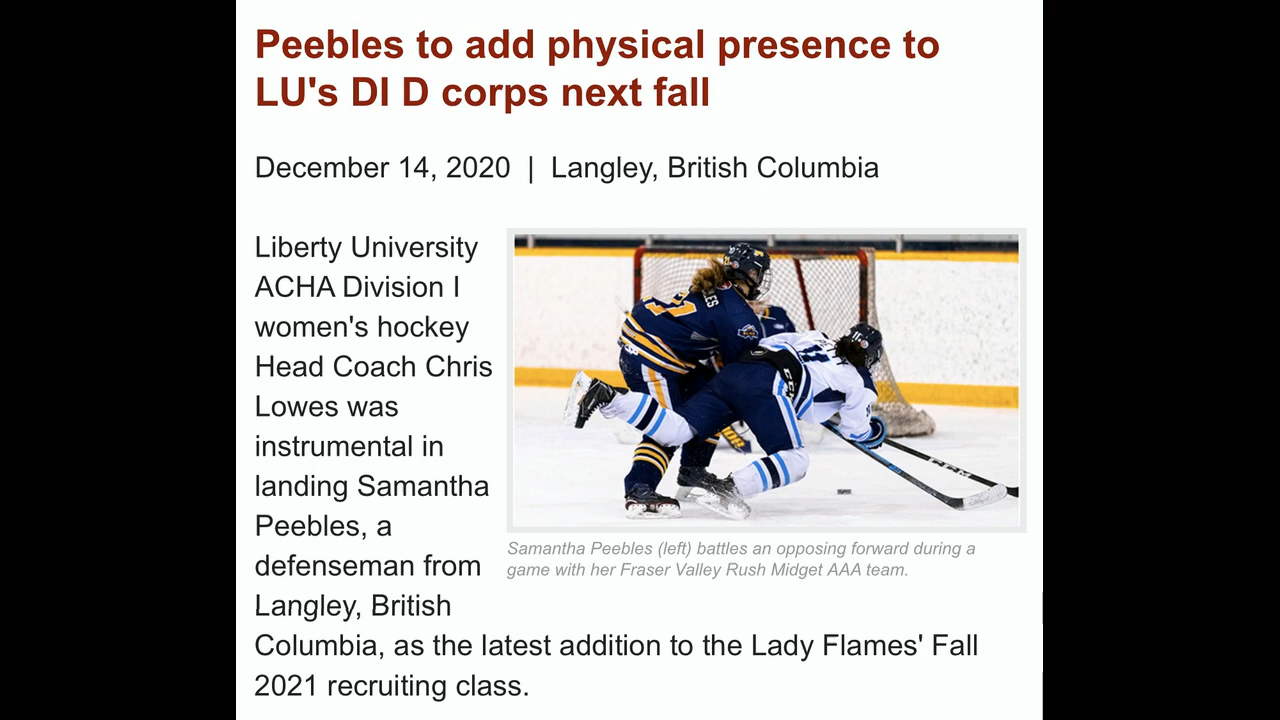 Peebles to add physical presence to
LU's DI D corps next fall
December 14, 2020 | Langley, British Columbia
Liberty University
ACHA Division I
women's hockey
Head Coach Chris
Lowes was
instrumental in
landing Samantha
Peebles, a
defenseman from
Langley, British
Columbia, as the latest addition to the Lady Flames' Fall
2021 recruiting class.
Samantha Peebles (left) battles an opposing forward during a
game with her Fraser Valley Rush Midget AAA team.